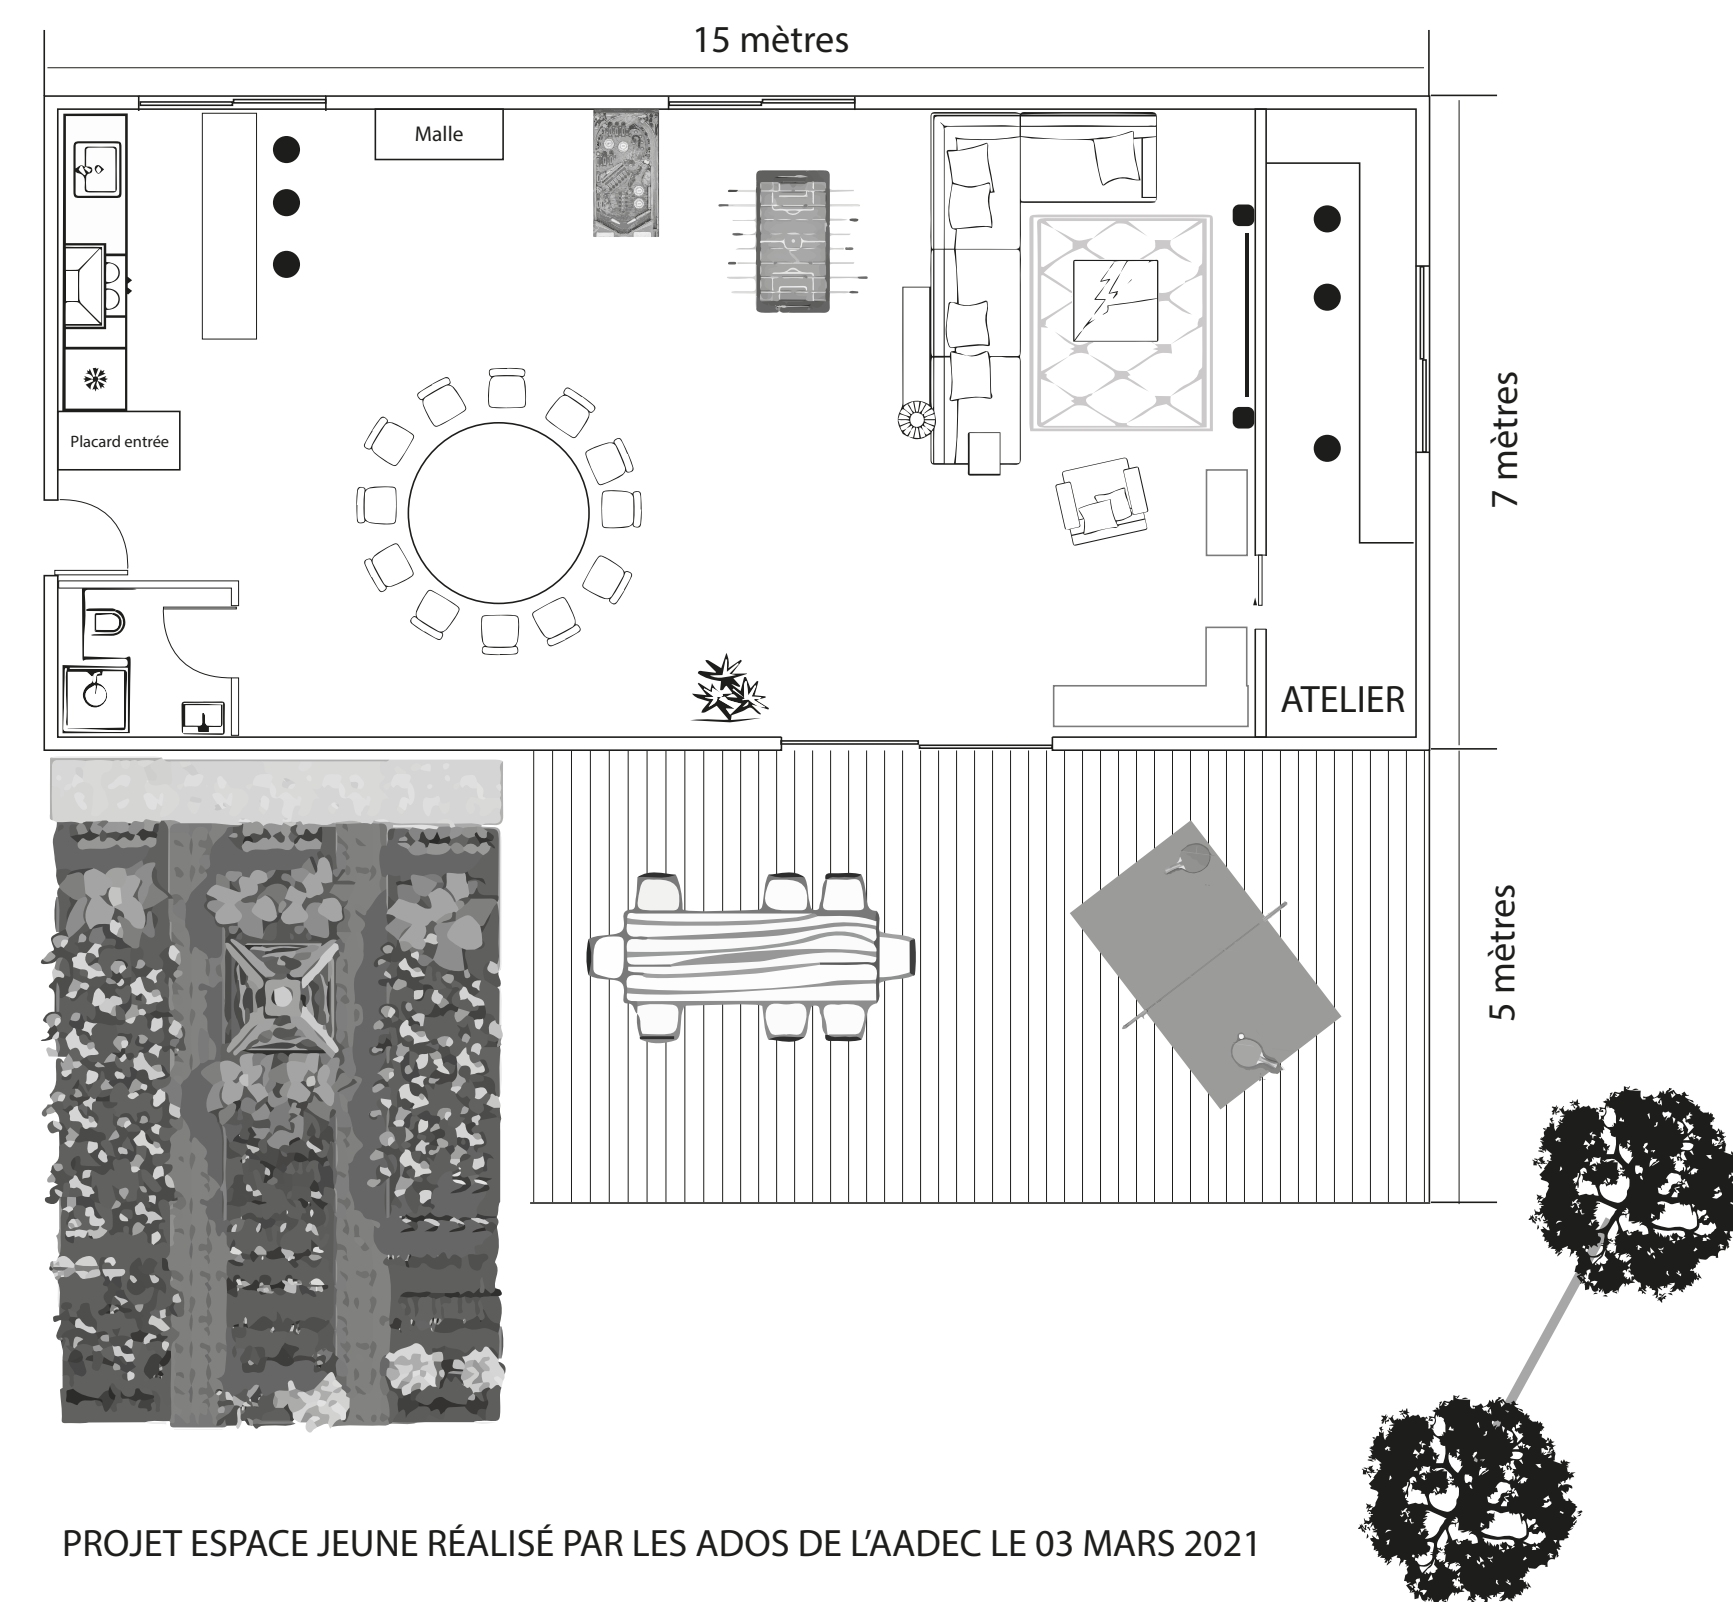 15 mètres
Malle
Placard entrée
7 mètres
ATELIER
5 mètres
PROJET ESPACE JEUNE RÉALISÉ PAR LES ADOS DE L’AADEC LE 03 MARS 2021